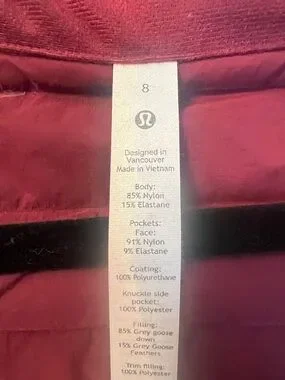 8
Designed in
Vancouver
Made in Vietnam
Body:
85% Nylon
15% Elastane
Pockets:
Face:
91% Nylon
9% Elastane
Coating:
100% Polyurethane
Knuckle side
pocket:
100% Polyester
Filling:
85% Grey goose
down
15% Grey Goose
Feathers
Trim filling:
100% Polyester